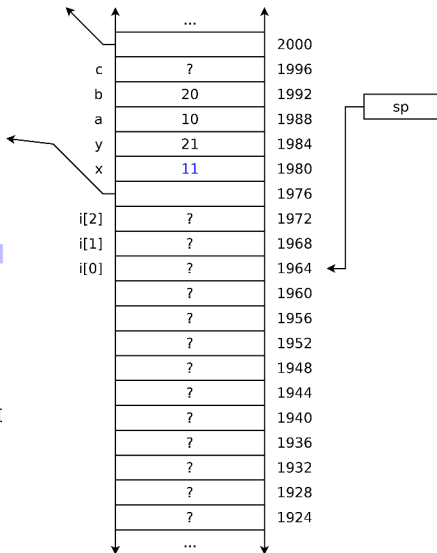 ...
2000
c ? 1996
b 20 1992
a 10 1988 sp
y 21 1984
x 11 1980
1976
i[2] ? 1972
i[1] ? 1968
i[0] ? 1964
? 1960
? 1956
? 1952
? 1948
? 1944
? 1940
? 1936
? 1932
? 1928
? 1924
...